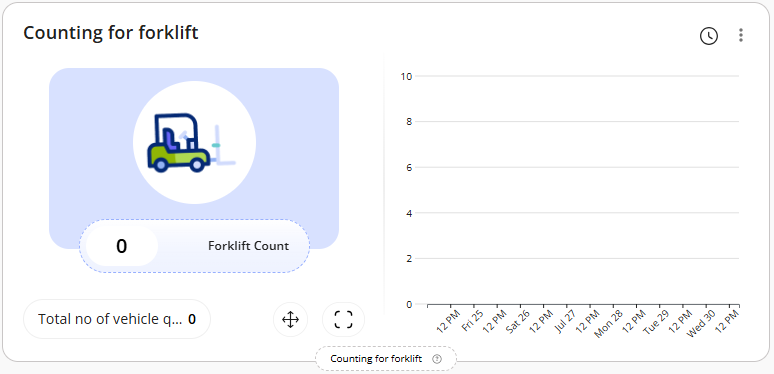 Counting for forklift
0
Forklift Count
Total no of vehicle q... 0
10
8
6
4
2
0
12 PM
Fri 25
12 PM
Sat 26
12 PM
Jul 27
12 PM
Mon 28
12 PM
Tue 29
12 PM
Wed 30
12 PM
Counting for forklift